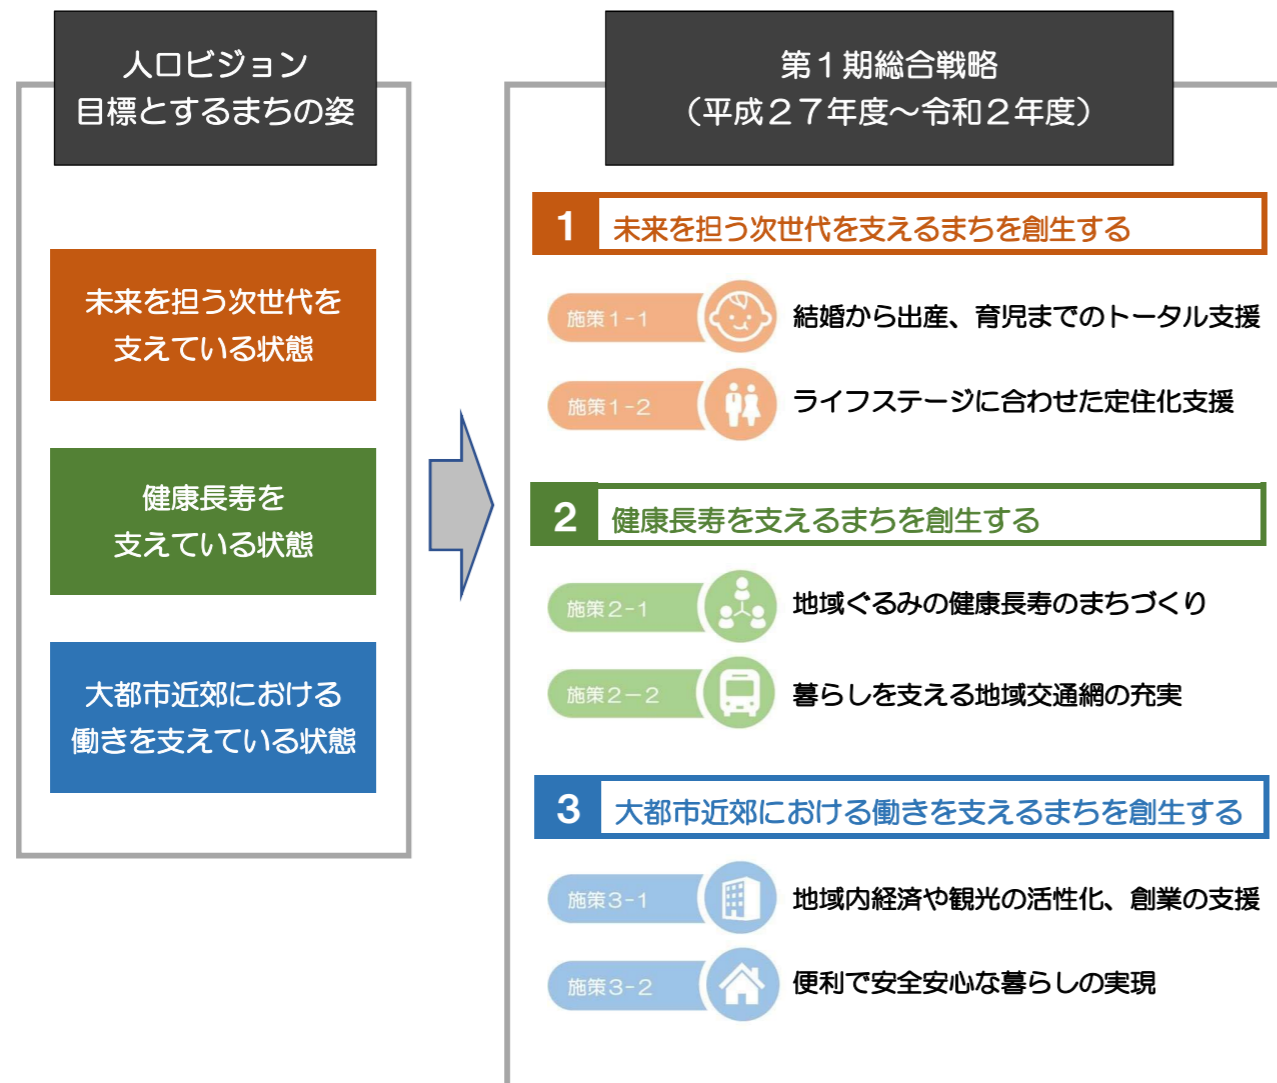 人口ビジョン
目標とするまちの姿
未来を担う次世代を
支えている状態
健康長寿を
支えている状態
大都市近郊における
働きを支えている状態
第1期総合戦略
（平成27年度～令和2年度）
1 未来を担う次世代を支えるまちを創生する
施策1-1 結婚から出産、育児までのトータル支援
施策1-2 ライフステージに合わせた定住化支援
2 健康長寿を支えるまちを創生する
施策2-1 地域ぐるみの健康長寿のまちづくり
施策2－2 暮らしを支える地域交通網の充実
3 大都市近郊における働きを支えるまちを創生する
施策3-1 地域内経済や観光の活性化、創業の支援
施策3-2 便利で安全安心な暮らしの実現